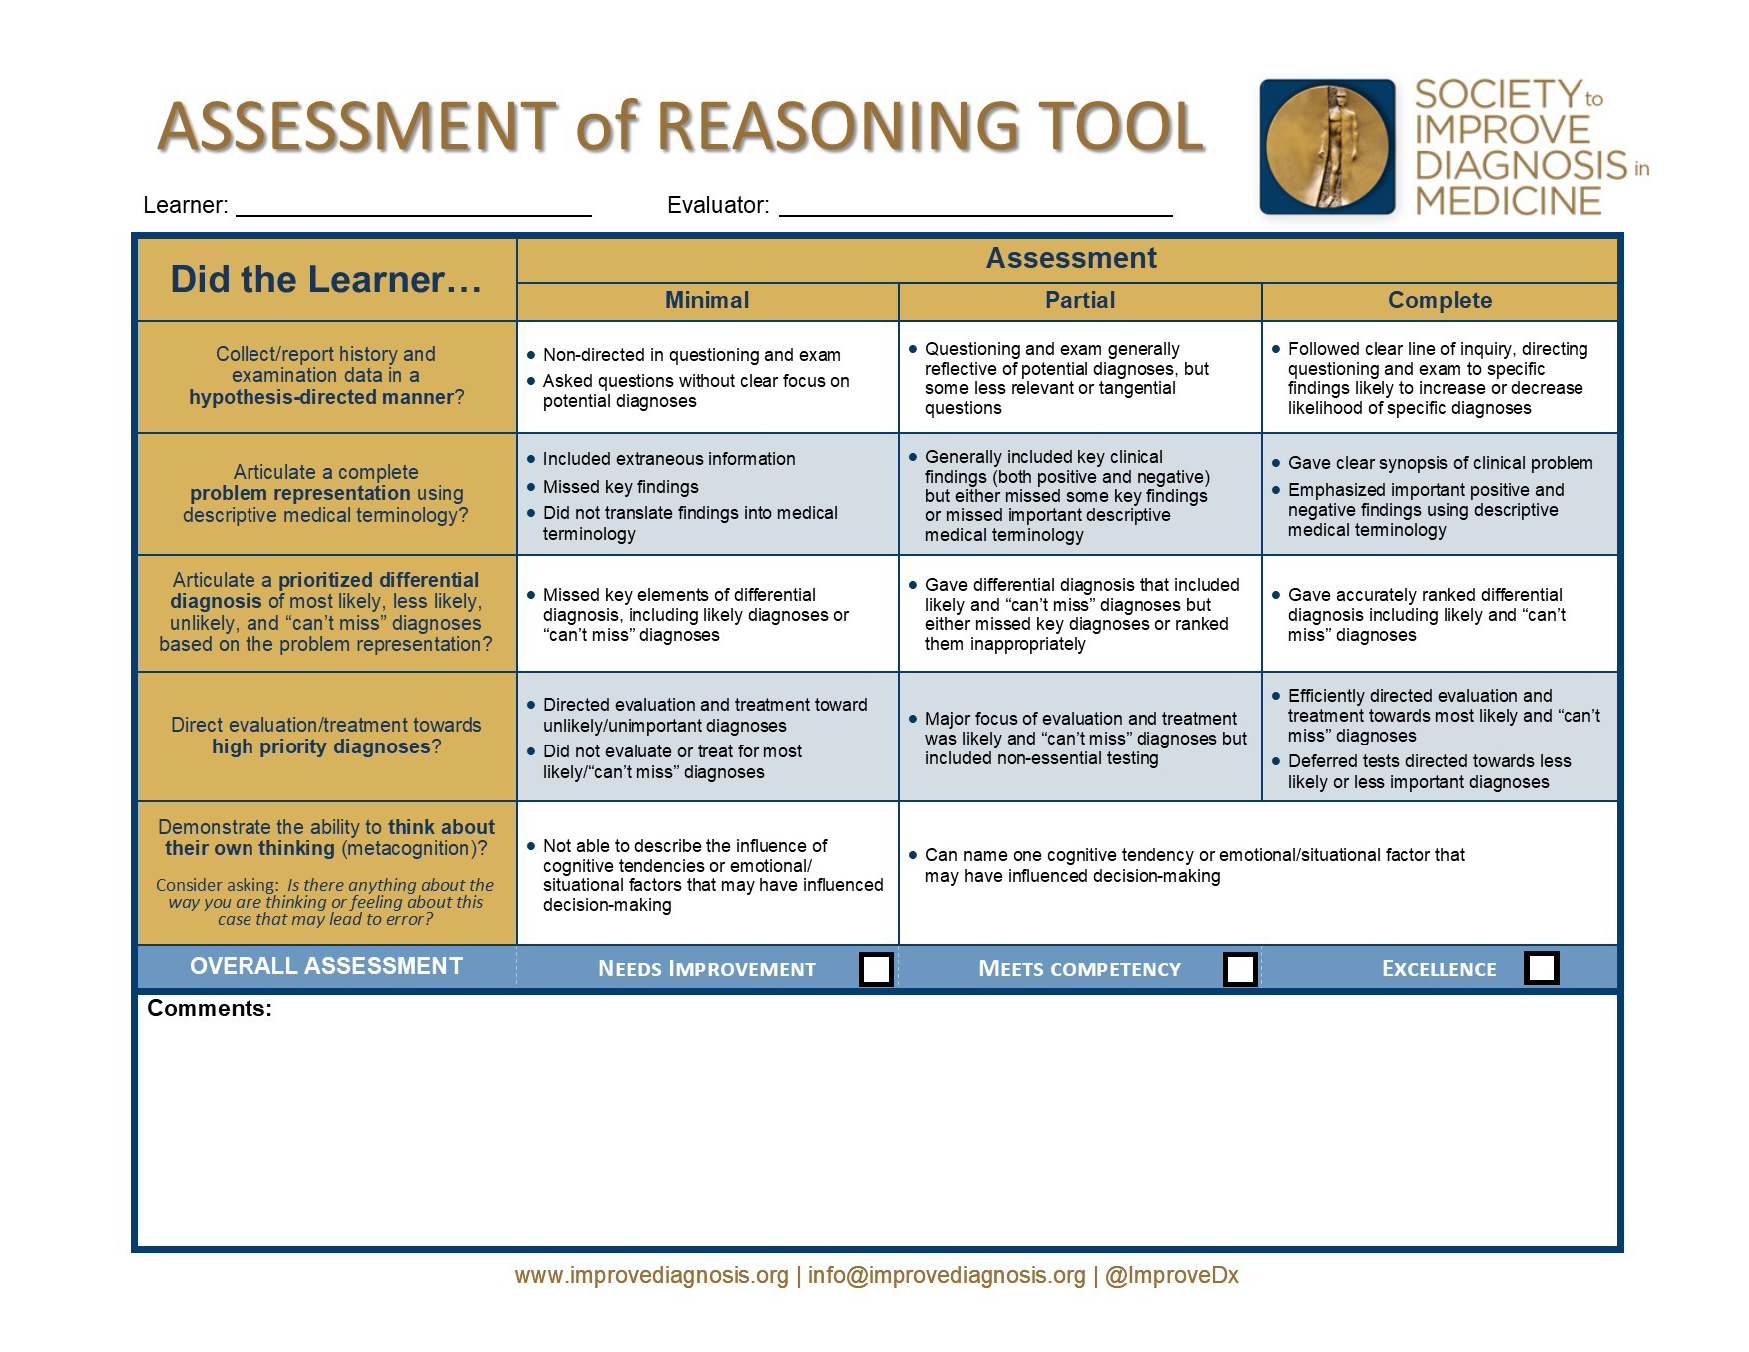 ASSESSMENT of REASONING TOOL
SOCIETY to
IMPROVE
DIAGNOSIS in
MEDICINE
Learner: Evaluator:
Did the Learner…
Assessment
Minimal
Partial
Complete
Collect/report history and
examination data in a
hypothesis-directed manner?
• Non-directed in questioning and exam
• Asked questions without clear focus on
potential diagnoses
• Questioning and exam generally
reflective of potential diagnoses, but
some less relevant or tangential
questions
• Followed clear line of inquiry, directing
questioning and exam to specific
findings likely to increase or decrease
likelihood of specific diagnoses
Articulate a complete
problem representation using
descriptive medical terminology?
• Included extraneous information
• Missed key findings
• Did not translate findings into medical
terminology
• Generally included key clinical
findings (both positive and negative)
but either missed some key findings
or missed important descriptive
medical terminology
• Gave clear synopsis of clinical problem
• Emphasized important positive and
negative findings using descriptive
medical terminology
Articulate a prioritized differential
diagnosis of most likely, less likely,
unlikely, and “can’t miss” diagnoses
based on the problem representation?
• Missed key elements of differential
diagnosis, including likely diagnoses or
“can’t miss” diagnoses
• Gave differential diagnosis that included
likely and “can’t miss” diagnoses but
either missed key diagnoses or ranked
them inappropriately
• Gave accurately ranked differential
diagnosis including likely and “can’t
miss” diagnoses
Direct evaluation/treatment towards
high priority diagnoses?
• Directed evaluation and treatment toward
unlikely/unimportant diagnoses
• Did not evaluate or treat for most
likely/“can’t miss” diagnoses
• Major focus of evaluation and treatment
was likely and “can’t miss” diagnoses but
included non-essential testing
• Efficiently directed evaluation and
treatment towards most likely and “can’t
miss” diagnoses
• Deferred tests directed towards less
likely or less important diagnoses
Demonstrate the ability to think about
their own thinking (metacognition)?
Consider asking: Is there anything about the
way you are thinking or feeling about this
case that may lead to error?
• Not able to describe the influence of
cognitive tendencies or emotional/
situational factors that may have influenced
decision-making
• Can name one cognitive tendency or emotional/situational factor that
may have influenced decision-making
OVERALL ASSESSMENT
NEEDS IMPROVEMENT
MEETS COMPETENCY
EXCELLENCE
Comments:
www.improvediagnosis.org | info@improvediagnosis.org | @ImproveDx